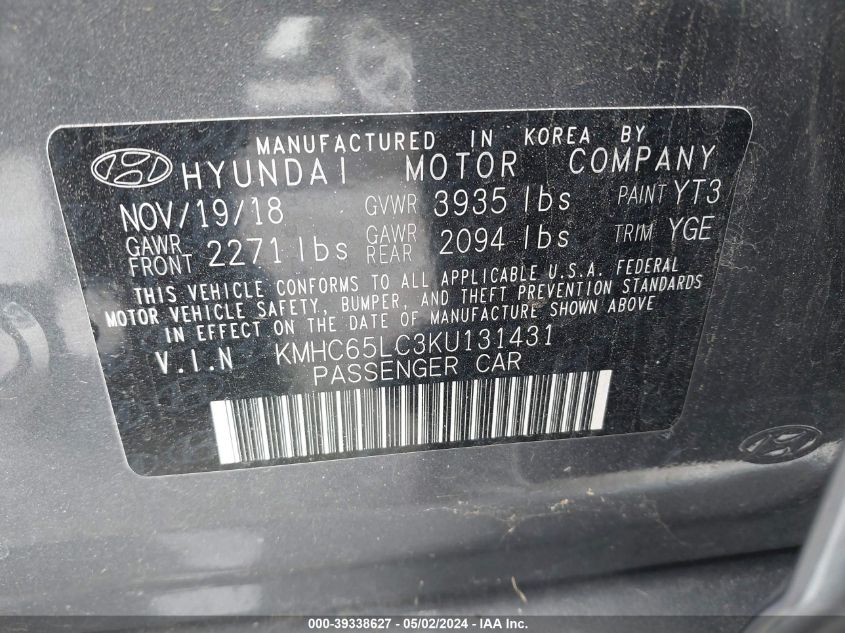 MANUFACTURED IN KOREA BY
HYUNDAI MOTOR COMPANY
NOV/19/18 GVWR 3935 lbs PAINT YT3
GAWR FRONT 2271 lbs GAWR REAR 2094 lbs TRIM YGE
THIS VEHICLE CONFORMS TO ALL APPLICABLE U.S.A. FEDERAL
MOTOR VEHICLE SAFETY, BUMPER, AND THEFT PREVENTION STANDARDS
IN EFFECT ON THE DATE OF MANUFACTURE SHOWN ABOVE
V.I.N KMHC65LC3KU131431
PASSENGER CAR
000-39338627 - 05/02/2024 - IAA Inc.